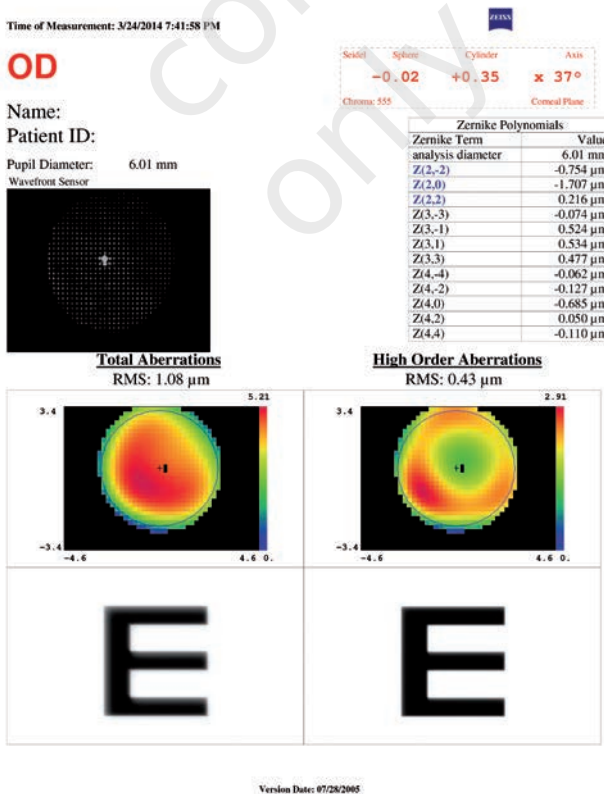 Time of Measurement: 3/24/2014 7:41:58 PM
ZEISS
OD
Seidel Sphere Cylinder Axis
-0.02 +0.35 x 37°
Chroma: 555 Corneal Plane
Name:
Patient ID:
Pupil Diameter: 6.01 mm
Wavefront Sensor
Zernike Polynomials
Zernike Term Value
analysis diameter 6.01 mm
Z(2,-2) -0.754 µm
Z(2,0) -1.707 µm
Z(2,2) 0.216 µm
Z(3,-3) -0.074 µm
Z(3,-1) 0.524 µm
Z(3,1) 0.534 µm
Z(3,3) 0.477 µm
Z(4,-4) -0.062 µm
Z(4,-2) -0.127 µm
Z(4,0) -0.685 µm
Z(4,2) 0.050 µm
Z(4,4) -0.110 µm
Total Aberrations
RMS: 1.08 µm
High Order Aberrations
RMS: 0.43 µm
5.21
3.4
-3.4
-4.6 4.6 0.
2.91
3.4
-3.4
-4.6 4.6 0.
E
E
Version Date: 07/28/2005
only